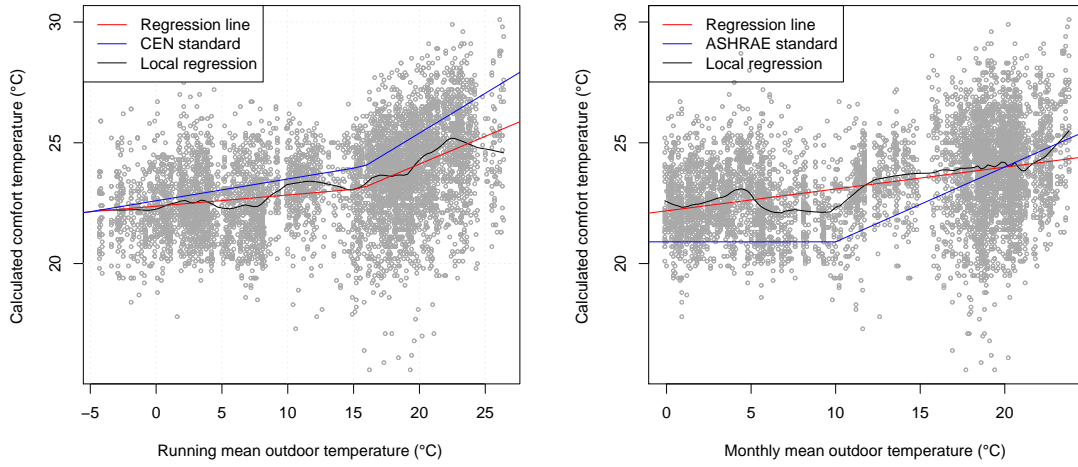 Regression line
CEN standard
Local regression
30
25
20
Calculated comfort temperature (°C)
−5 0 5 10 15 20 25
Running mean outdoor temperature (°C)
Regression line
ASHRAE standard
Local regression
30
25
20
Calculated comfort temperature (°C)
0 5 10 15 20
Monthly mean outdoor temperature (°C)